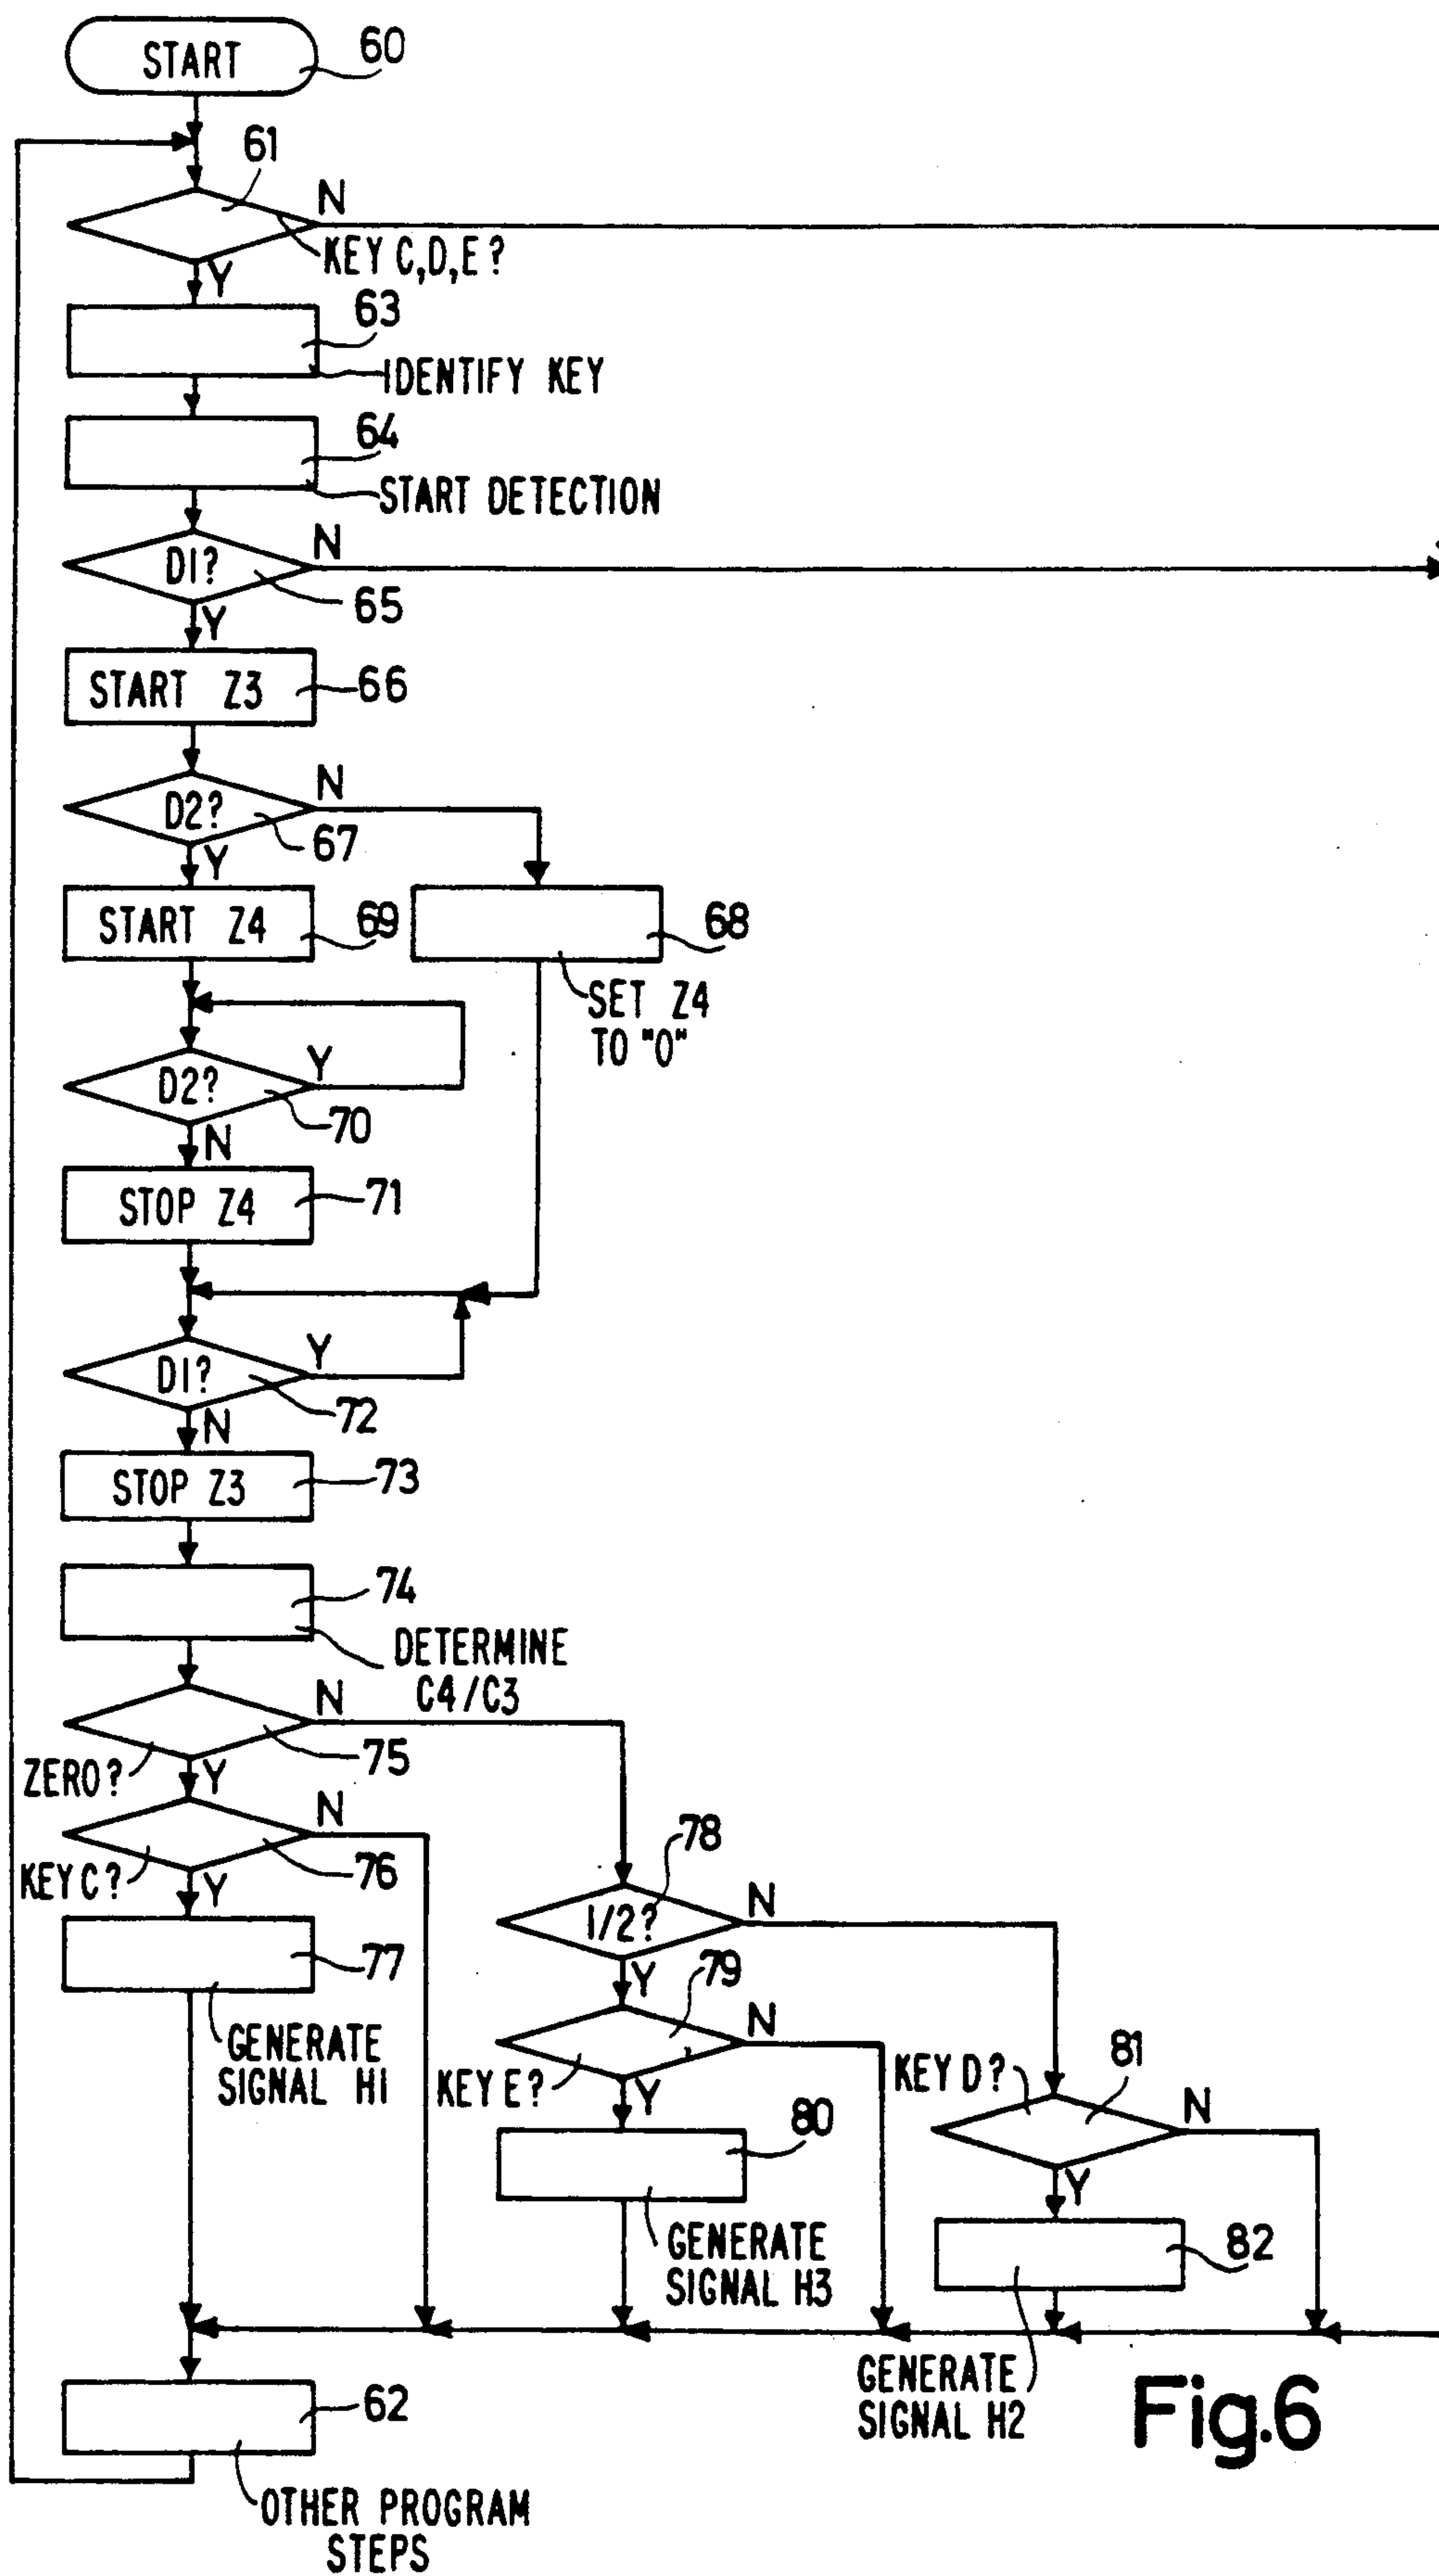 START
60
61
N
KEY C,D,E?
Y
63
IDENTIFY KEY
64
START DETECTION
D1?
N
65
Y
START Z3
66
D2?
N
67
Y
START Z4
69
68
SET Z4
TO "0"
D2?
Y
70
N
STOP Z4
71
D1?
Y
72
N
STOP Z3
73
74
DETERMINE
C4/C3
N
75
ZERO?
Y
N
76
KEY C?
Y
77
GENERATE
SIGNAL H1
78
1/2?
N
Y
79
N
KEY E?
Y
80
GENERATE
SIGNAL H3
81
KEY D?
N
Y
82
GENERATE
SIGNAL H2
62
OTHER PROGRAM
STEPS
Fig.6